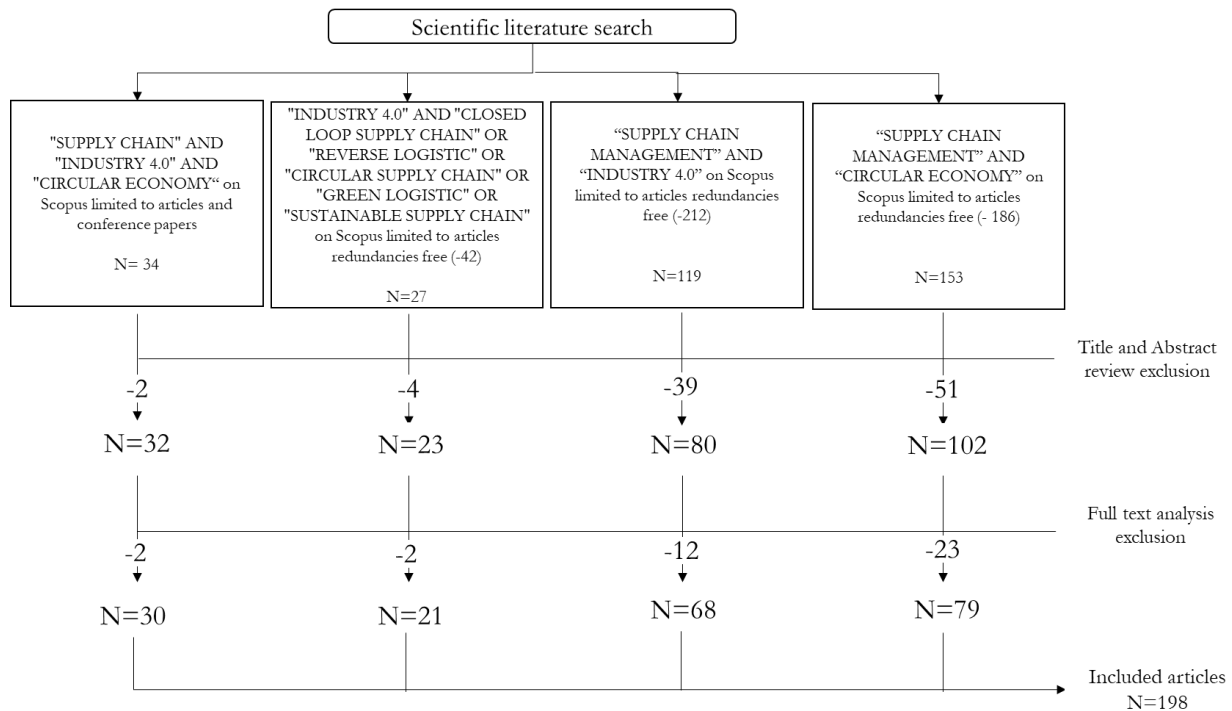 Scientific literature search
"SUPPLY CHAIN" AND
"INDUSTRY 4.0" AND
"CIRCULAR ECONOMY“ on
Scopus limited to articles and
conference papers
N= 34
"INDUSTRY 4.0" AND "CLOSED
LOOP SUPPLY CHAIN" OR
"REVERSE LOGISTIC" OR
"CIRCULAR SUPPLY CHAIN" OR
"GREEN LOGISTIC" OR
"SUSTAINABLE SUPPLY CHAIN"
on Scopus limited to articles
redundancies free (-42)
N=27
“SUPPLY CHAIN
MANAGEMENT” AND
“INDUSTRY 4.0” on Scopus
limited to articles redundancies
free (-212)
N=119
“SUPPLY CHAIN
MANAGEMENT” AND
“CIRCULAR ECONOMY” on
Scopus limited to articles
redundancies free (- 186)
N=153
Title and Abstract
review exclusion
-2
-4
-39
-51
N=32
N=23
N=80
N=102
Full text analysis
exclusion
-2
-2
-12
-23
N=30
N=21
N=68
N=79
Included articles
N=198